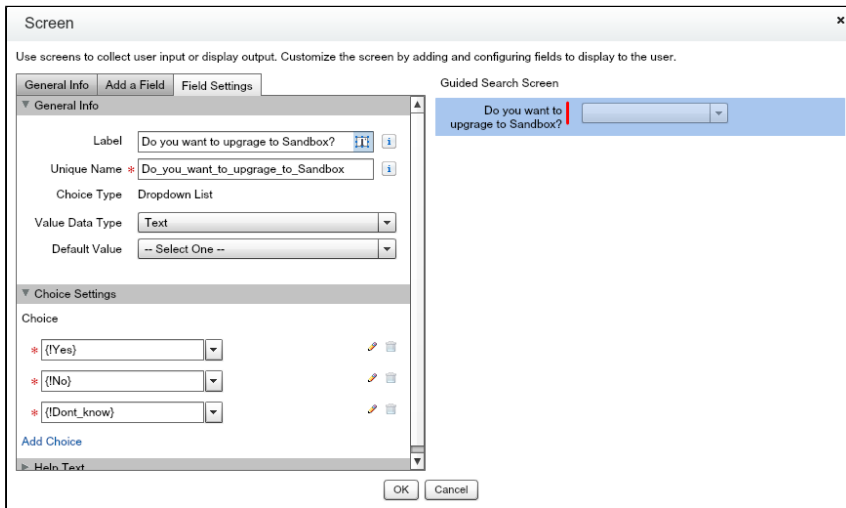 Screen
×
Use screens to collect user input or display output. Customize the screen by adding and configuring fields to display to the user.
General Info
Add a Field
Field Settings
General Info
Label
Do you want to upgrage to Sandbox?
Unique Name * Do_you_want_to_upgrage_to_Sandbox
Choice Type Dropdown List
Value Data Type Text
Default Value -- Select One --
Choice Settings
Choice
* {!Yes}
* {!No}
* {!Dont_know}
Add Choice
Help Text
Guided Search Screen
Do you want to
upgrage to Sandbox?
OK
Cancel